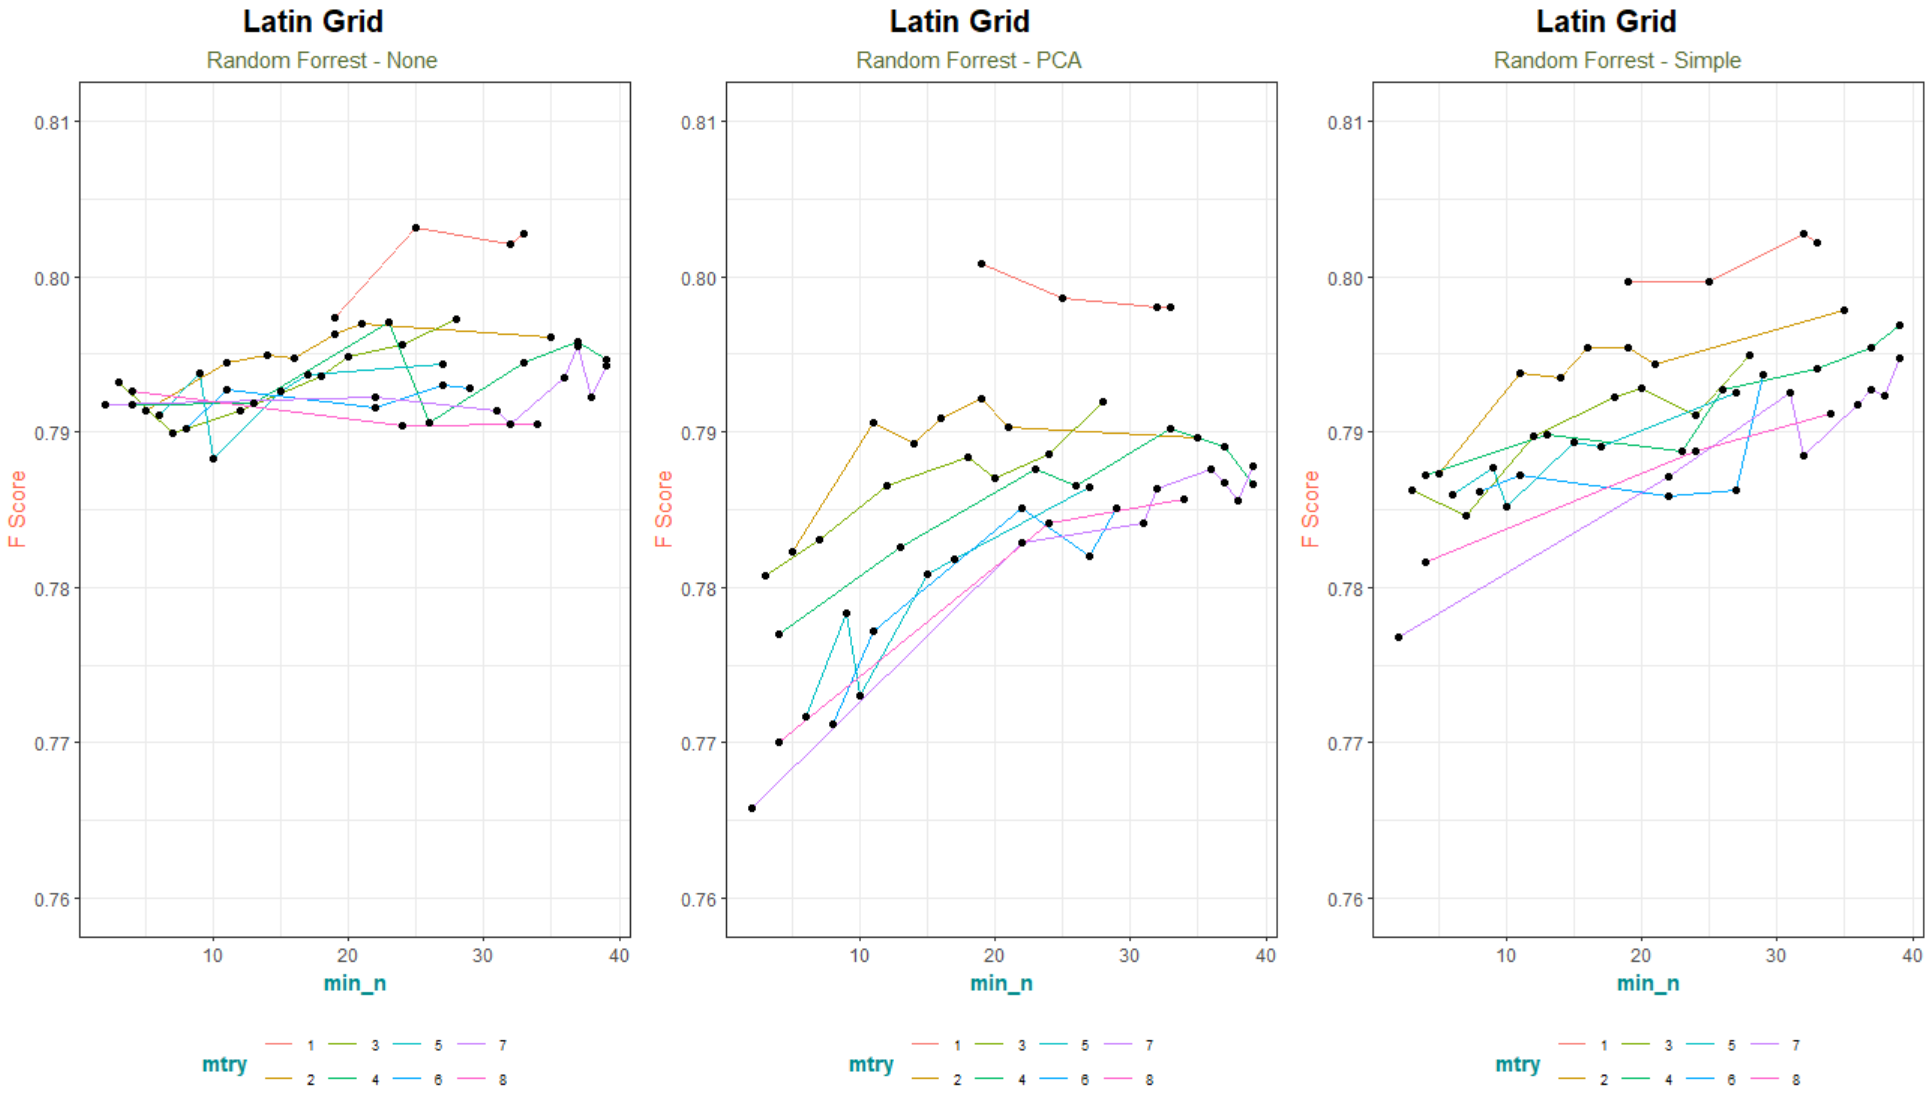 Latin Grid
Random Forrest - None
0.81
0.80
0.79
0.78
0.77
0.76
F Score
10 20 30 40
min_n
mtry
1 3 5 7
2 4 6 8
Latin Grid
Random Forrest - PCA
0.81
0.80
0.79
0.78
0.77
0.76
F Score
10 20 30 40
min_n
mtry
1 3 5 7
2 4 6 8
Latin Grid
Random Forrest - Simple
0.81
0.80
0.79
0.78
0.77
0.76
F Score
10 20 30 40
min_n
mtry
1 3 5 7
2 4 6 8